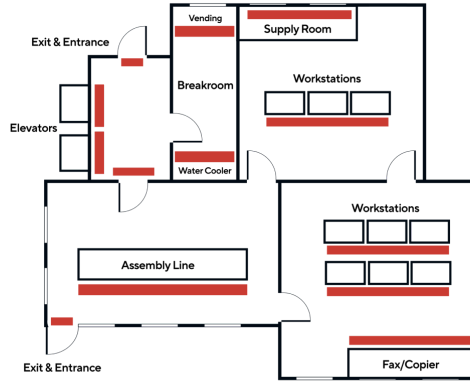 Vending
Supply Room
Exit & Entrance
Breakroom
Workstations
Elevators
Water Cooler
Workstations
Assembly Line
Exit & Entrance
Fax/Copier